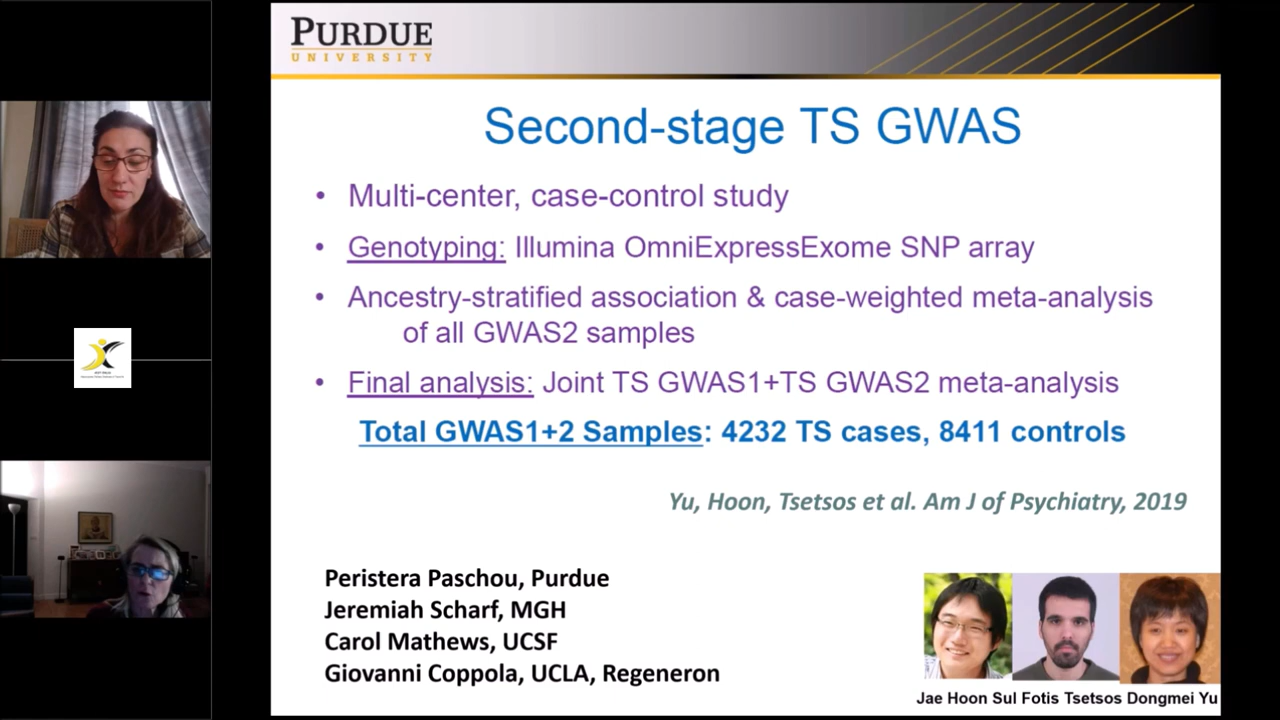 PURDUE
UNIVERSITY
Second-stage TS GWAS
• Multi-center, case-control study
• Genotyping: Illumina OmniExpressExome SNP array
• Ancestry-stratified association & case-weighted meta-analysis
of all GWAS2 samples
• Final analysis: Joint TS GWAS1+TS GWAS2 meta-analysis
Total GWAS1+2 Samples: 4232 TS cases, 8411 controls
Yu, Hoon, Tsetsos et al. Am J of Psychiatry, 2019
Peristera Paschou, Purdue
Jeremiah Scharf, MGH
Carol Mathews, UCSF
Giovanni Coppola, UCLA, Regeneron
Jae Hoon Sul Fotis Tsetsos Dongmei Yu